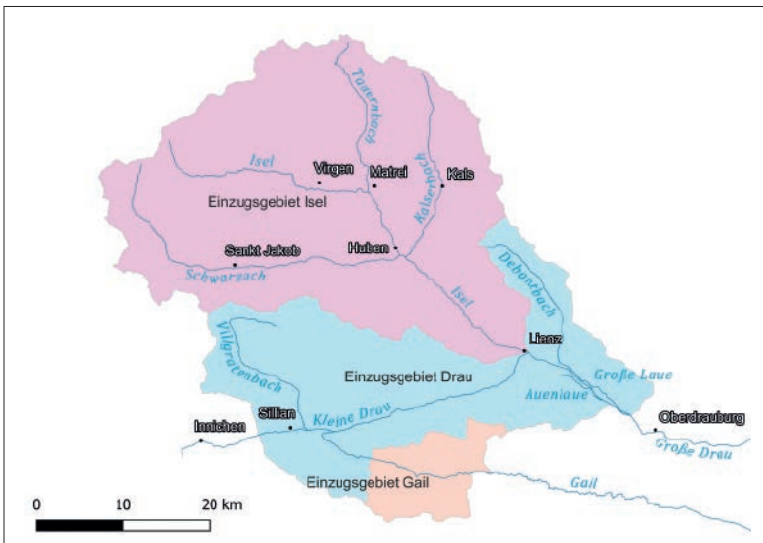 Tauernbach
Isel
Virgen
Matrei
Kals
Kalserbach
Einzugsgebiet Isel
Huben
Sankt Jakob
Schwarzach
Debantbach
Isel
Lienz
Villgratenbach
Einzugsgebiet Drau
Große Laue
Auenlaue
Sillian
Kleine Drau
Oberdrauburg
Innichen
Große Drau
Einzugsgebiet Gail
Gail
0 10 20 km